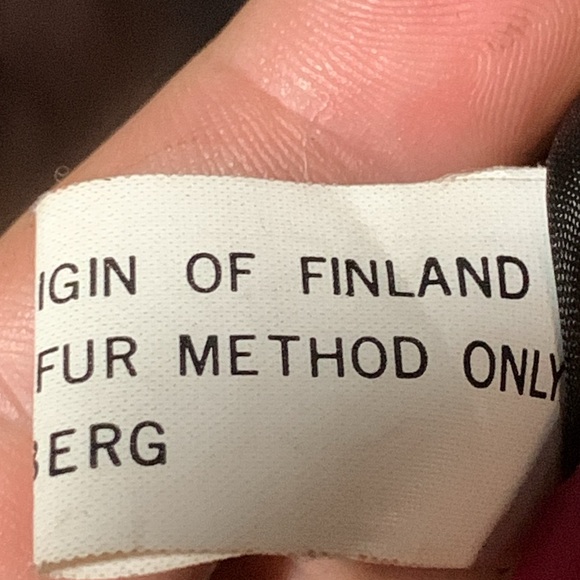 IGIN OF FINLAND
FUR METHOD ONLY
BERG